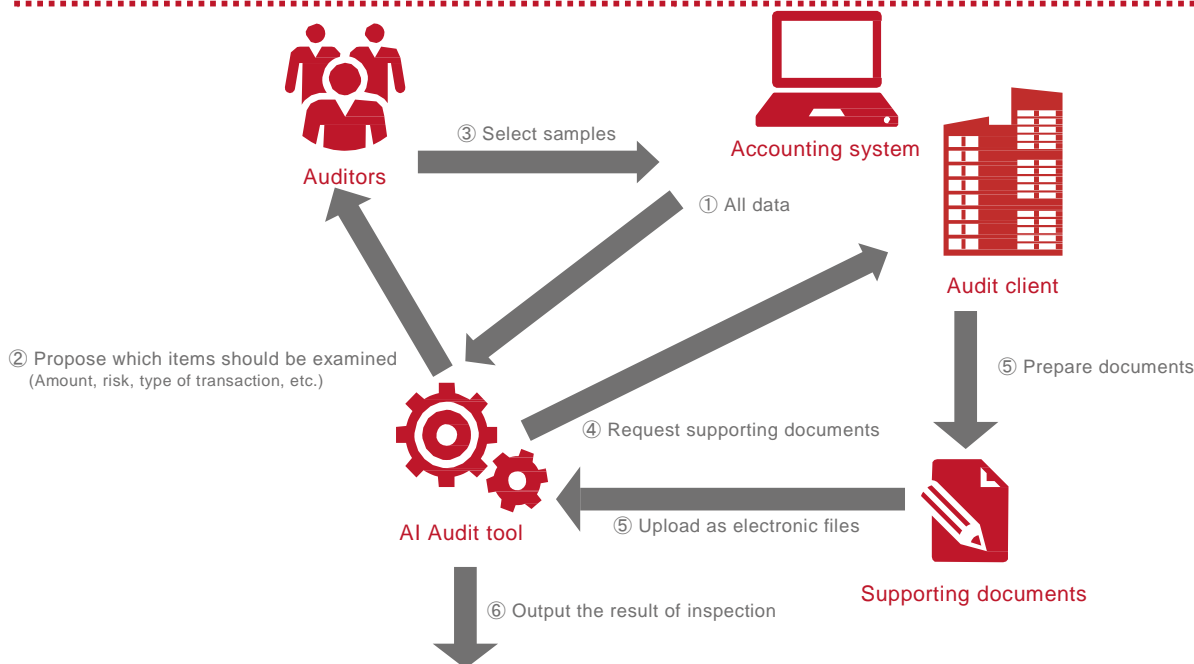 ③ Select samples
Auditors
Accounting system
① All data
Audit client
② Propose which items should be examined
(Amount, risk, type of transaction, etc.)
⑤ Prepare documents
④ Request supporting documents
AI Audit tool
⑤ Upload as electronic files
Supporting documents
⑥ Output the result of inspection